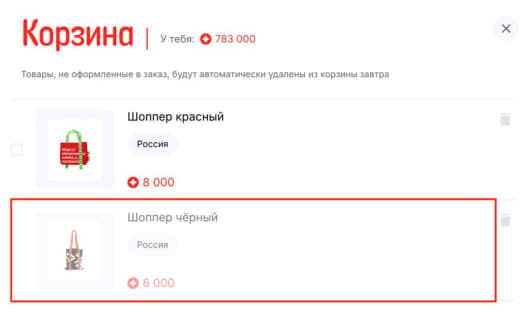 Корзина
У тебя: 783 000
Товары, не оформленные в заказ, будут автоматически удалены из корзины завтра
Шоппер красный
Россия
8 000
Шоппер чёрный
Россия
6 000